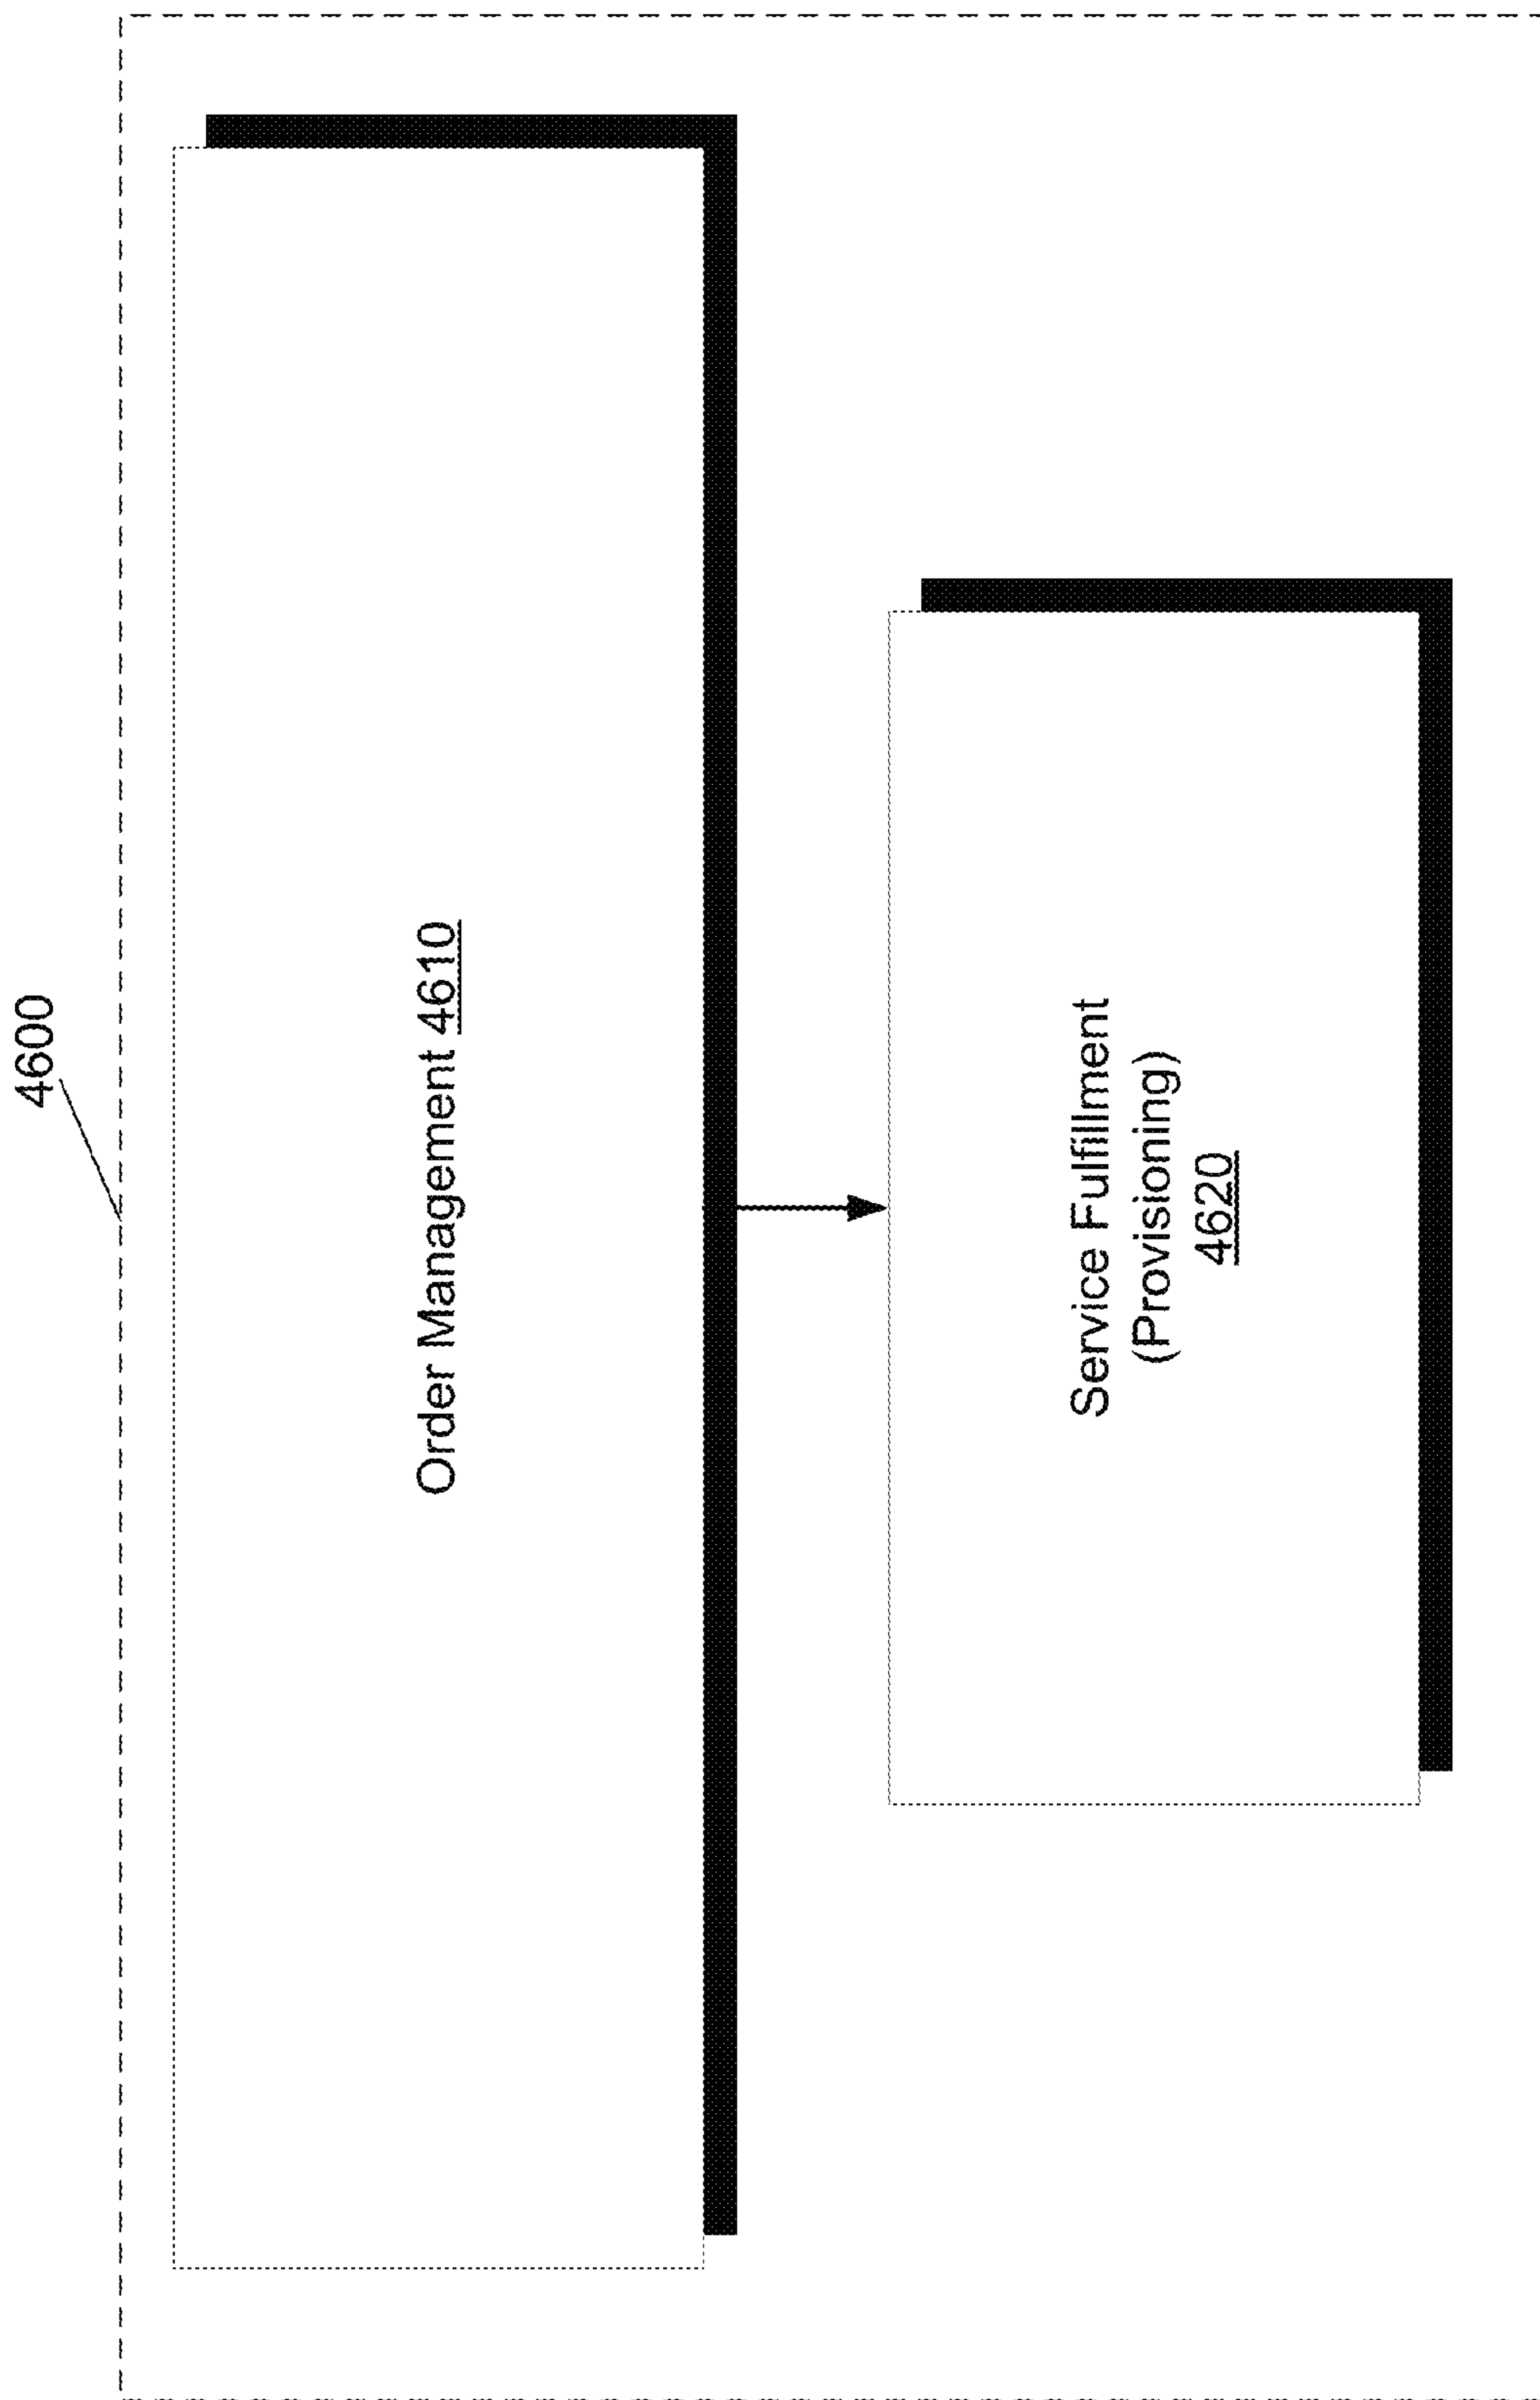 4600
Order Management 4610
Service Fulfillment
(Provisioning)
4620